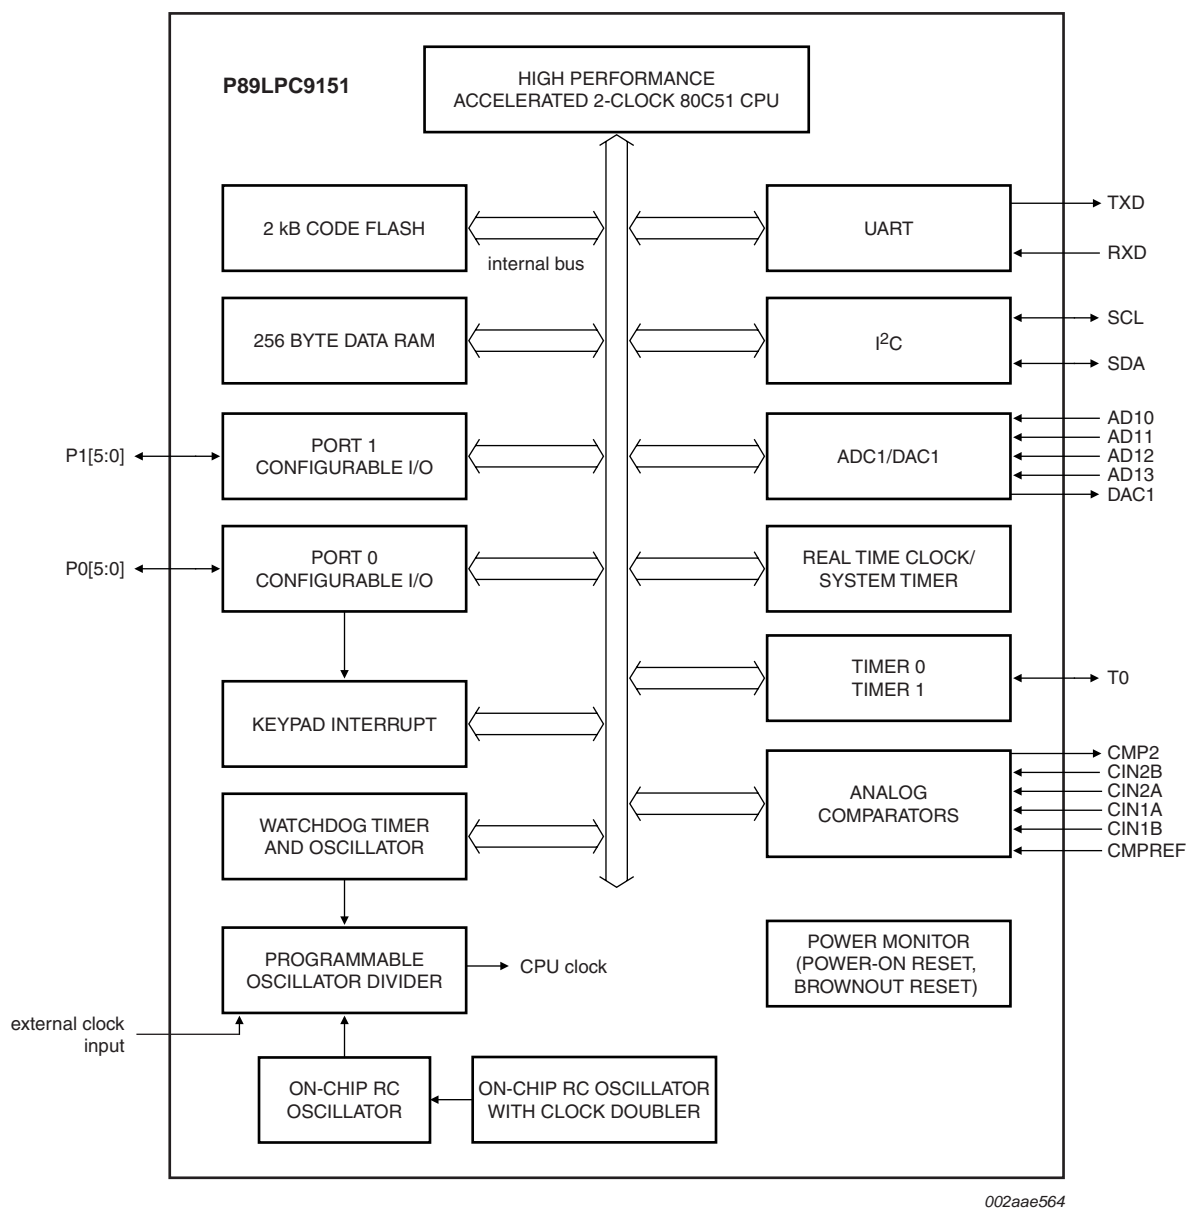 P89LPC9151
HIGH PERFORMANCE
ACCELERATED 2-CLOCK 80C51 CPU
2 kB CODE FLASH
internal bus
UART
TXD
RXD
256 BYTE DATA RAM
I²C
SCL
SDA
P1[5:0]
PORT 1
CONFIGURABLE I/O
ADC1/DAC1
AD10
AD11
AD12
AD13
DAC1
P0[5:0]
PORT 0
CONFIGURABLE I/O
REAL TIME CLOCK/
SYSTEM TIMER
KEYPAD INTERRUPT
TIMER 0
TIMER 1
T0
WATCHDOG TIMER
AND OSCILLATOR
ANALOG
COMPARATORS
CMP2
CIN2B
CIN2A
CIN1A
CIN1B
CMPREF
PROGRAMMABLE
OSCILLATOR DIVIDER
CPU clock
POWER MONITOR
(POWER-ON RESET,
BROWNOUT RESET)
external clock
input
ON-CHIP RC
OSCILLATOR
ON-CHIP RC OSCILLATOR
WITH CLOCK DOUBLER
002aae564